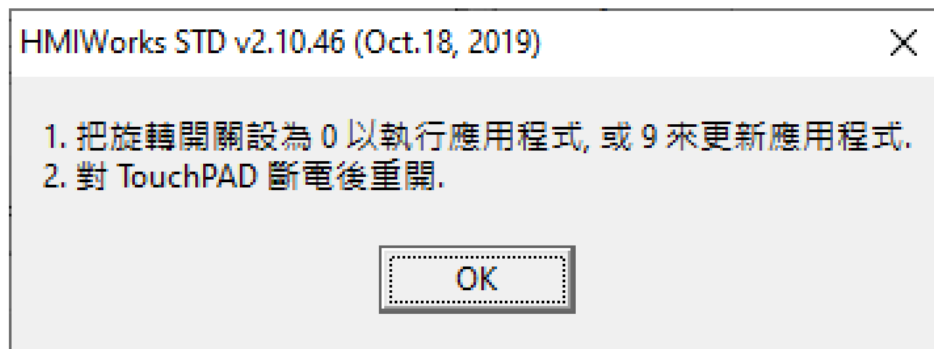 HMIWorks STD v2.10.46 (Oct.18, 2019)
1. 把旋轉開關設為 0 以執行應用程式, 或 9 來更新應用程式.
2. 對 TouchPAD 斷電後重開.
OK